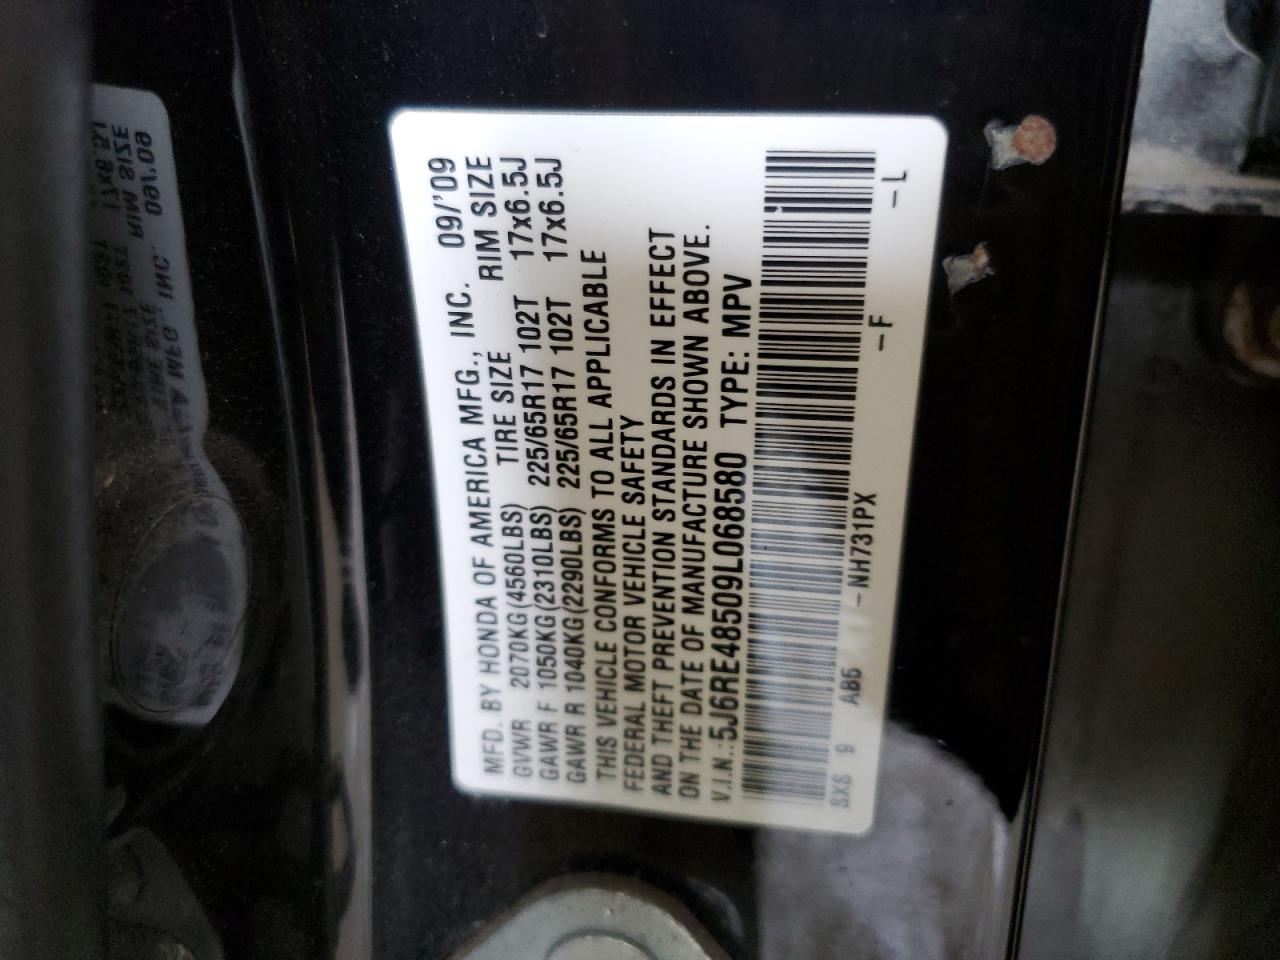 MFD. BY HONDA OF AMERICA MFG., INC. 09/'09
GVWR 2070KG(4560LBS) TIRE SIZE RIM SIZE
GAWR F 1050KG(2310LBS) 225/65R17 102T 17x6.5J
GAWR R 1040KG(2290LBS) 225/65R17 102T 17x6.5J
THIS VEHICLE CONFORMS TO ALL APPLICABLE
FEDERAL MOTOR VEHICLE SAFETY
AND THEFT PREVENTION STANDARDS IN EFFECT
ON THE DATE OF MANUFACTURE SHOWN ABOVE.
V.I.N.:5J6RE48509L068580 TYPE: MPV
SXS 9 AB5 -NH731PX -F -L